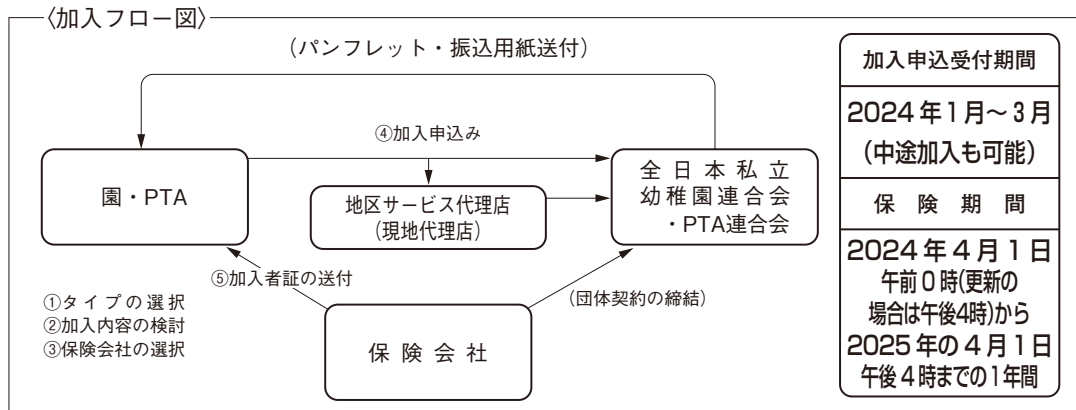 〈加入フロー図〉
(パンフレット・振込用紙送付)
④加入申込み
園・PTA
地区サービス代理店
(現地代理店)
全日本私立
幼稚園連合会
・PTA連合会
⑤加入者証の送付
(団体契約の締結)
①タイプの選択
②加入内容の検討
③保険会社の選択
保険会社
加入申込受付期間
2024年1月～3月
(中途加入も可能)
保険期間
2024年4月1日
午前0時(更新の
場合は午後4時)から
2025年の4月1日
午後4時までの1年間